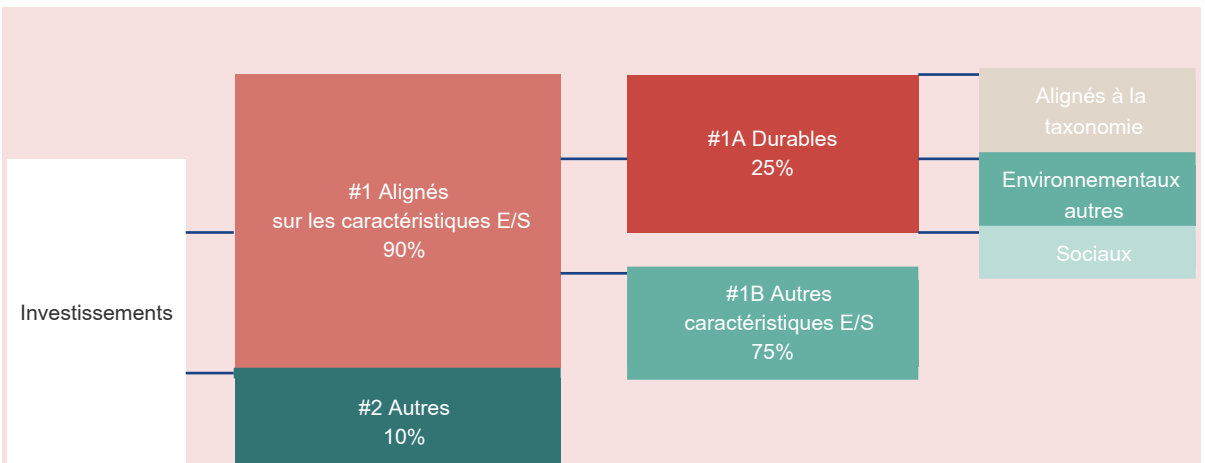 Investissements
#1 Alignés
sur les caractéristiques E/S
90%
#2 Autres
10%
#1A Durables
25%
#1B Autres
caractéristiques E/S
75%
Alignés à la
taxonomie
Environnementaux
autres
Sociaux